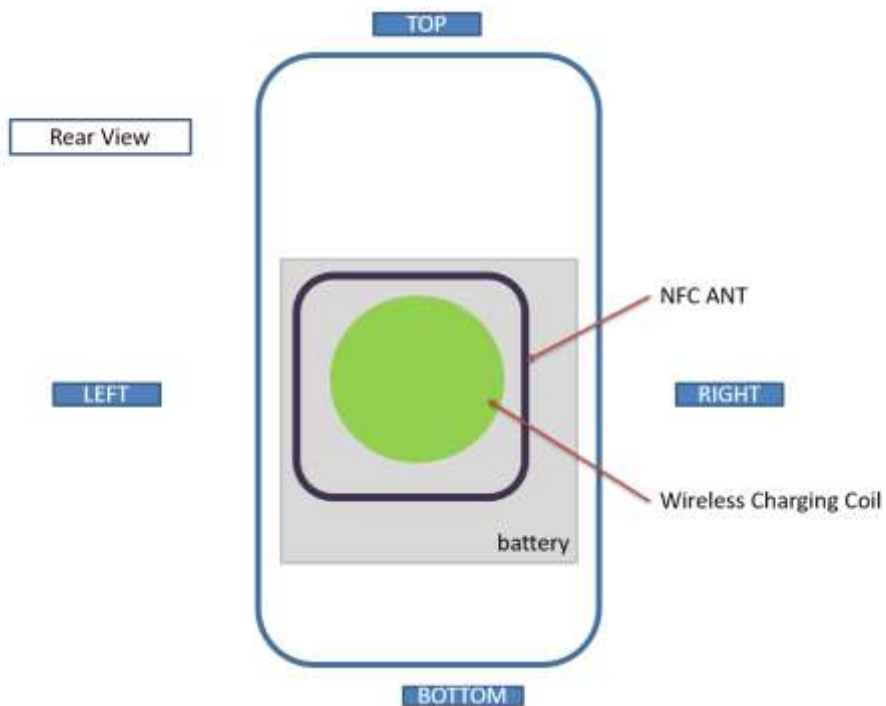 TOP
Rear View
NFC ANT
LEFT
RIGHT
Wireless Charging Coil
battery
BOTTOM